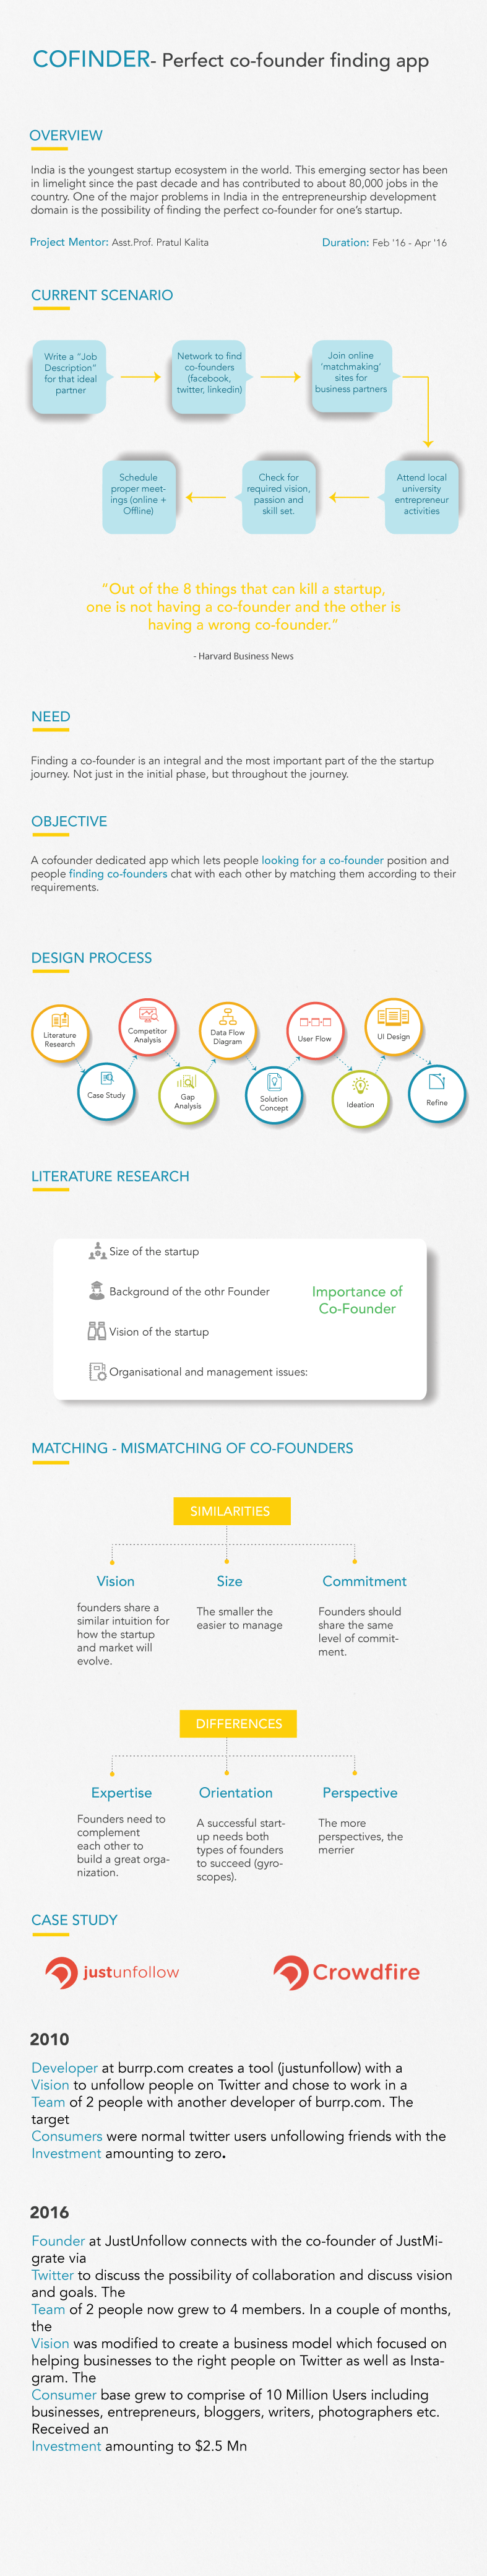 COFINDER- Perfect co-founder finding app
OVERVIEW
India is the youngest startup ecosystem in the world. This emerging sector has been
in limelight since the past decade and has contributed to about 80,000 jobs in the
country. One of the major problems in India in the entrepreneurship development
domain is the possibility of finding the perfect co-founder for one's startup.
Project Mentor: Asst.Prof. Pratul Kalita
Duration: Feb '16 - Apr '16
CURRENT SCENARIO
Write a "Job
Description"
for that ideal
partner
Network to find
co-founders
(facebook,
twitter, linkedin)
Join online
'matchmaking'
sites for
business partners
Attend local
university
entrepreneur
activities
Check for
required vision,
passion and
skill set.
Schedule
proper meet-
ings (online +
Offline)
"Out of the 8 things that can kill a startup,
one is not having a co-founder and the other is
having a wrong co-founder."
- Harvard Business News
NEED
Finding a co-founder is an integral and the most important part of the the startup
journey. Not just in the initial phase, but throughout the journey.
OBJECTIVE
A cofounder dedicated app which lets people looking for a co-founder position and
people finding co-founders chat with each other by matching them according to their
requirements.
DESIGN PROCESS
Literature
Research
Case Study
Competitor
Analysis
Gap
Analysis
Data Flow
Diagram
Solution
Concept
User Flow
Ideation
UI Design
Refine
LITERATURE RESEARCH
Size of the startup
Background of the othr Founder
Vision of the startup
Organisational and management issues:
Importance of
Co-Founder
MATCHING - MISMATCHING OF CO-FOUNDERS
SIMILARITIES
Vision
founders share a
similar intuition for
how the startup
and market will
evolve.
Size
The smaller the
easier to manage
Commitment
Founders should
share the same
level of commit-
ment.
DIFFERENCES
Expertise
Founders need to
complement
each other to
build a great orga-
nization.
Orientation
A successful start-
up needs both
types of founders
to succeed (gyro-
scopes).
Perspective
The more
perspectives, the
merrier
CASE STUDY
justunfollow
Crowdfire
2010
Developer at burrp.com creates a tool (justunfollow) with a
Vision to unfollow people on Twitter and chose to work in a
Team of 2 people with another developer of burrp.com. The
target
Consumers were normal twitter users unfollowing friends with the
Investment amounting to zero.
2016
Founder at JustUnfollow connects with the co-founder of JustMi-
grate via
Twitter to discuss the possibility of collaboration and discuss vision
and goals. The
Team of 2 people now grew to 4 members. In a couple of months,
the
Vision was modified to create a business model which focused on
helping businesses to the right people on Twitter as well as Insta-
gram. The
Consumer base grew to comprise of 10 Million Users including
businesses, entrepreneurs, bloggers, writers, photographers etc.
Received an
Investment amounting to $2.5 Mn